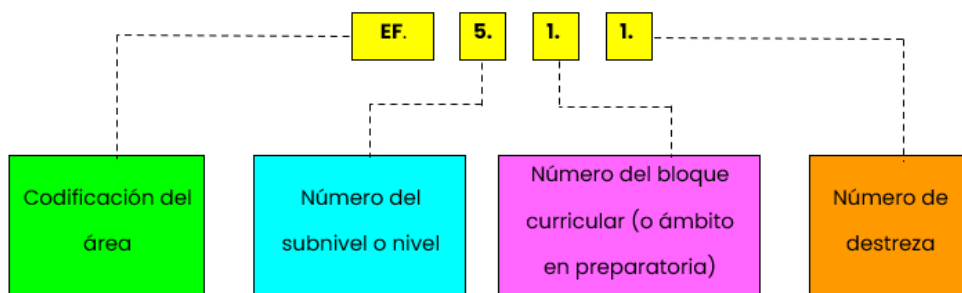 EF. 5. 1. 1.
Codificación del
área
Número del
subnivel o nivel
Número del bloque
curricular (o ámbito
en preparatoria)
Número de
destreza